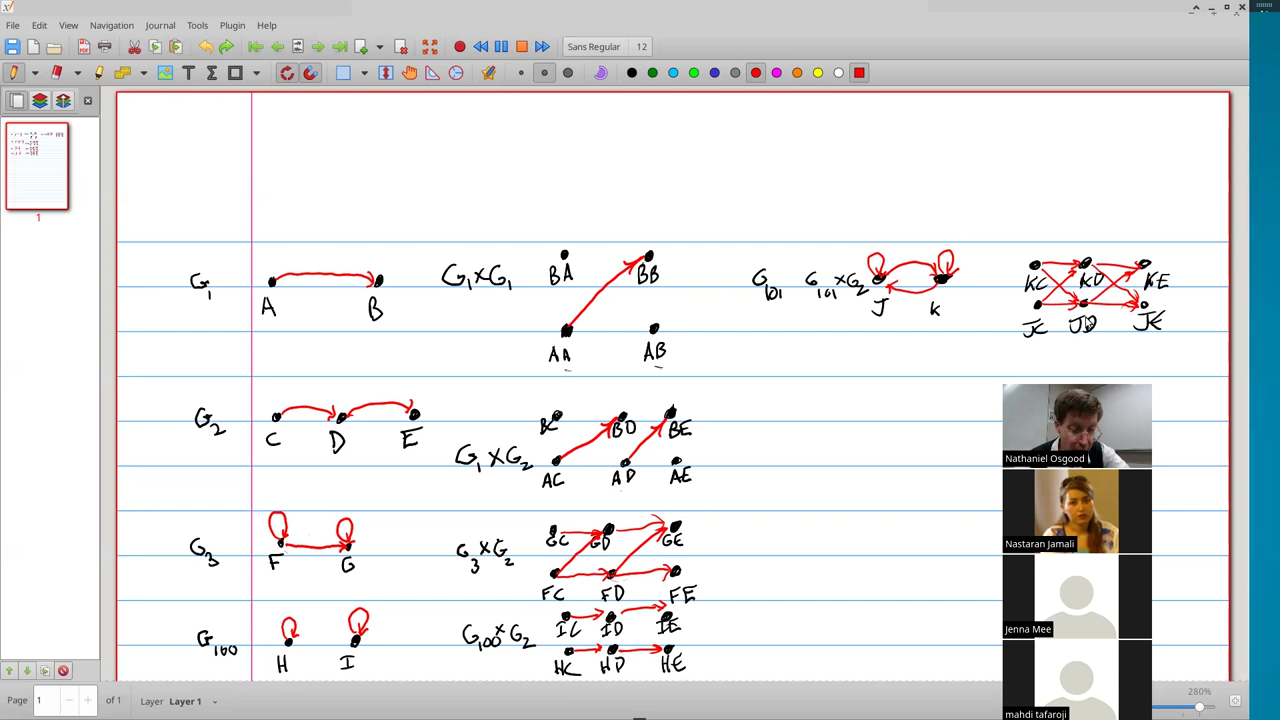 File Edit View Navigation Journal Tools Plugin Help
Sans Regular 12
G1 A B
G1 x G1 BA BB AA AB
G101 G101 x G2 J K
KC KD KE JC JD JE
G2 C D E
G1 x G2 BC BD BE AC AD AE
G3 F G
G3 x G2 GC GD GE FC FD FE
G100 H I
G100 x G2 IC ID IE HC HD HE
Nathaniel Osgood
Nastaran Jamali
Jenna Mee
mahdi tafaroji
1
Page 1 of 1 Layer Layer 1 280%